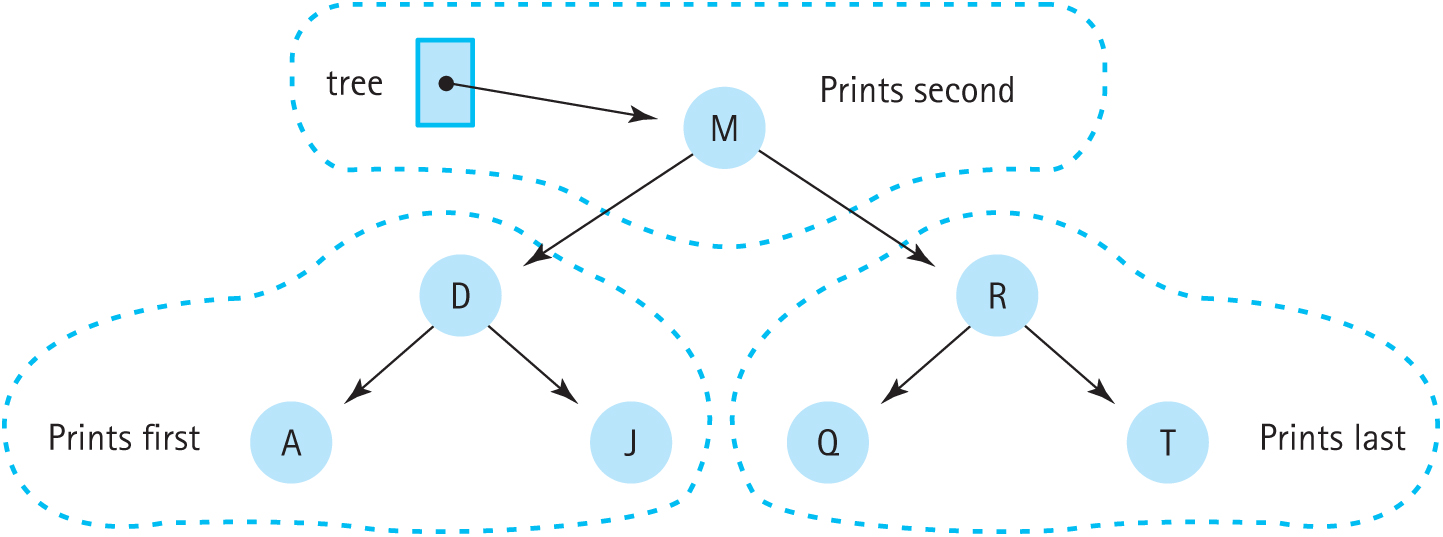 tree
Prints second
M
D
R
Prints first
A
J
Q
T
Prints last